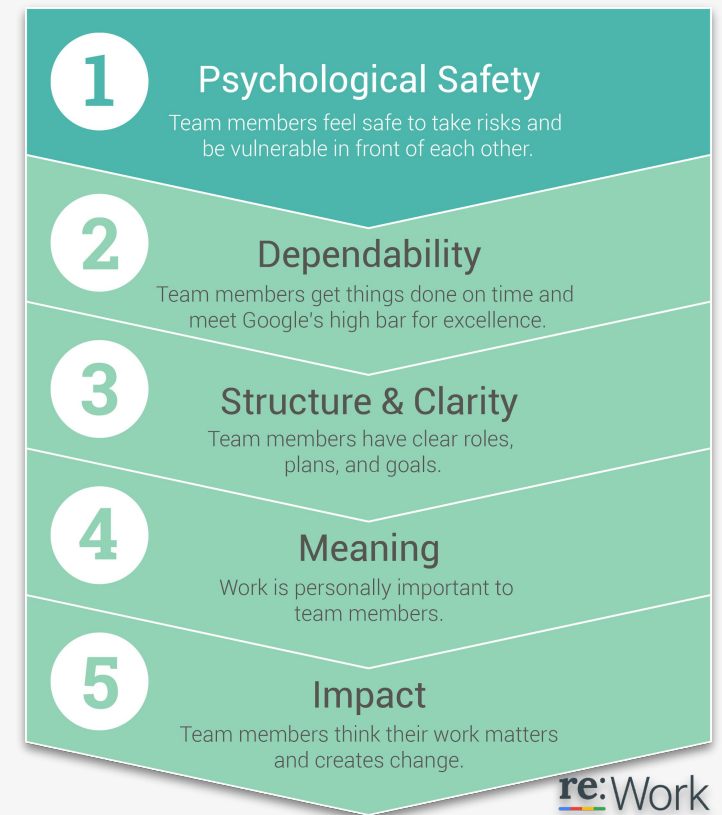 1
Psychological Safety
Team members feel safe to take risks and
be vulnerable in front of each other.
2
Dependability
Team members get things done on time and
meet Google's high bar for excellence.
3
Structure & Clarity
Team members have clear roles,
plans, and goals.
4
Meaning
Work is personally important to
team members.
5
Impact
Team members think their work matters
and creates change.
re:Work